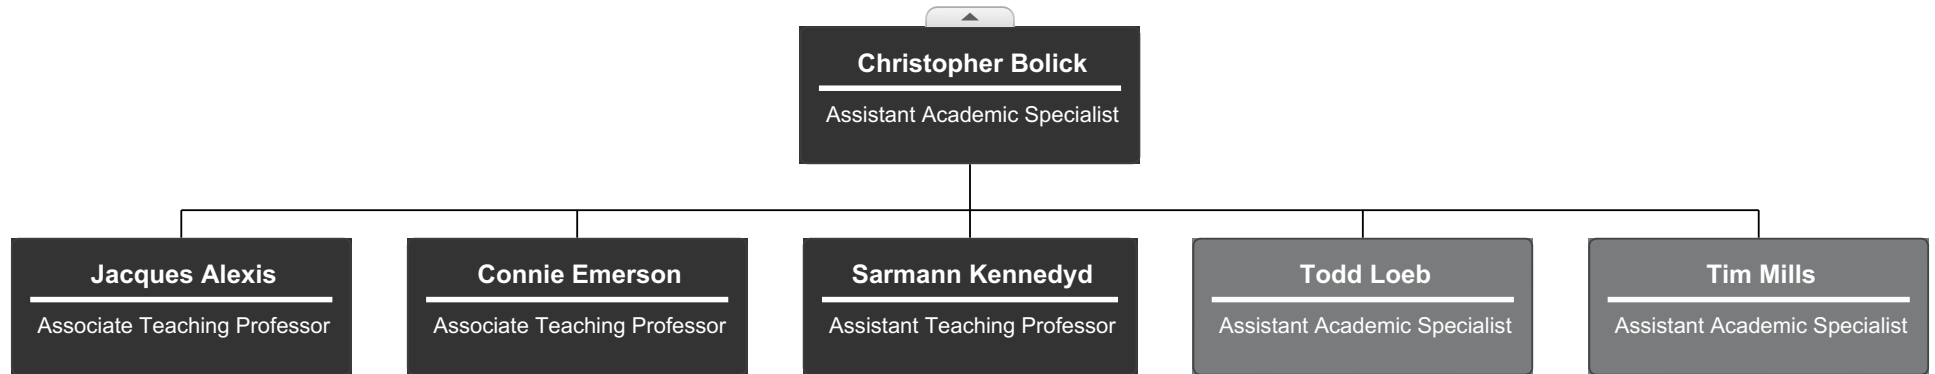 Christopher Bolick
Assistant Academic Specialist
Jacques Alexis
Associate Teaching Professor
Connie Emerson
Associate Teaching Professor
Sarmann Kennedyd
Assistant Teaching Professor
Todd Loeb
Assistant Academic Specialist
Tim Mills
Assistant Academic Specialist